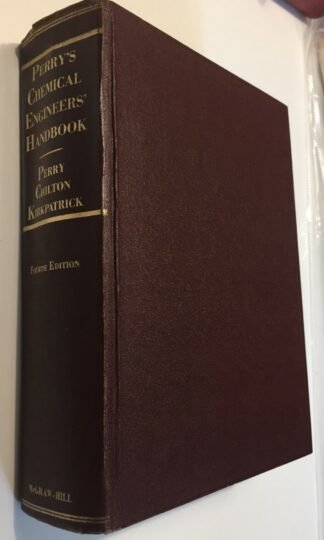 PERRY'S
CHEMICAL
ENGINEERS'
HANDBOOK
PERRY
CHILTON
KIRKPATRICK
FOURTH EDITION
McGRAW-HILL